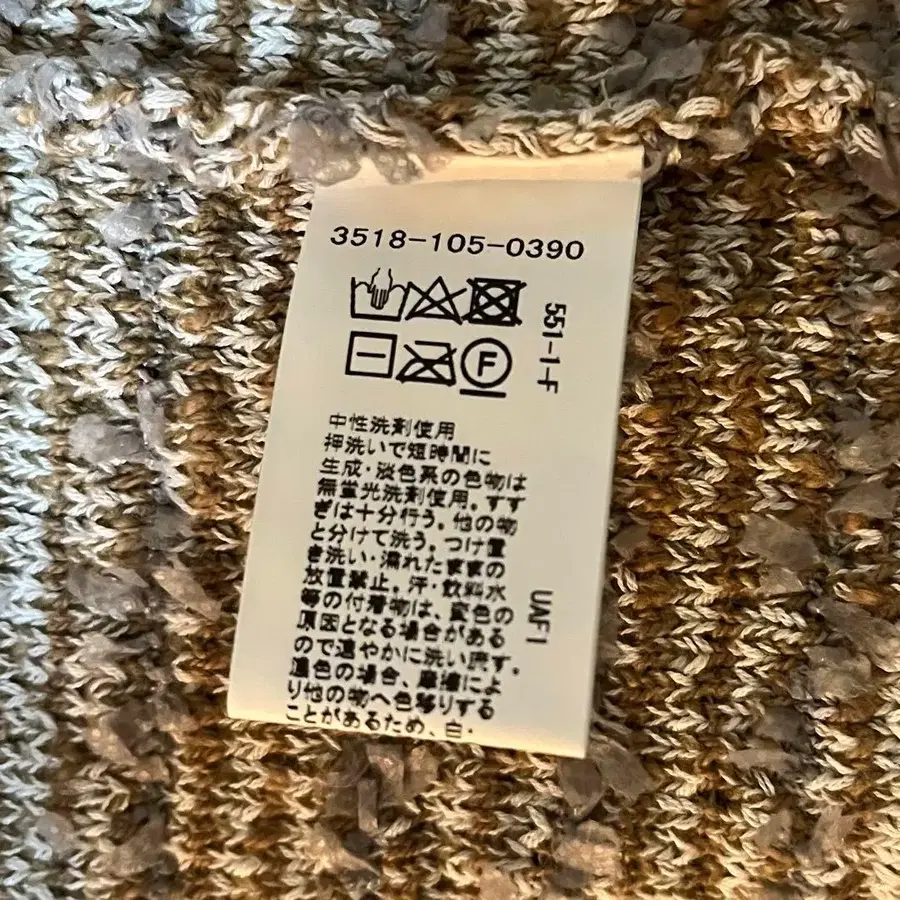 3518-105-0390
551-1-F
F
中性洗剤使用
押洗いで短時間に
生成・淡色系の色物は
無蛍光洗剤使用。すす
ぎは十分行う。他の物
と分けて洗う。つけ置
き洗い・濡れたままの
放置禁止。汗・飲料水
等の付着物は、変色の
原因となる場合がある
ので速やかに洗い流す。
濃色の場合、摩擦によ
り他の物へ色移りする
ことがあるため、白・
UAF1